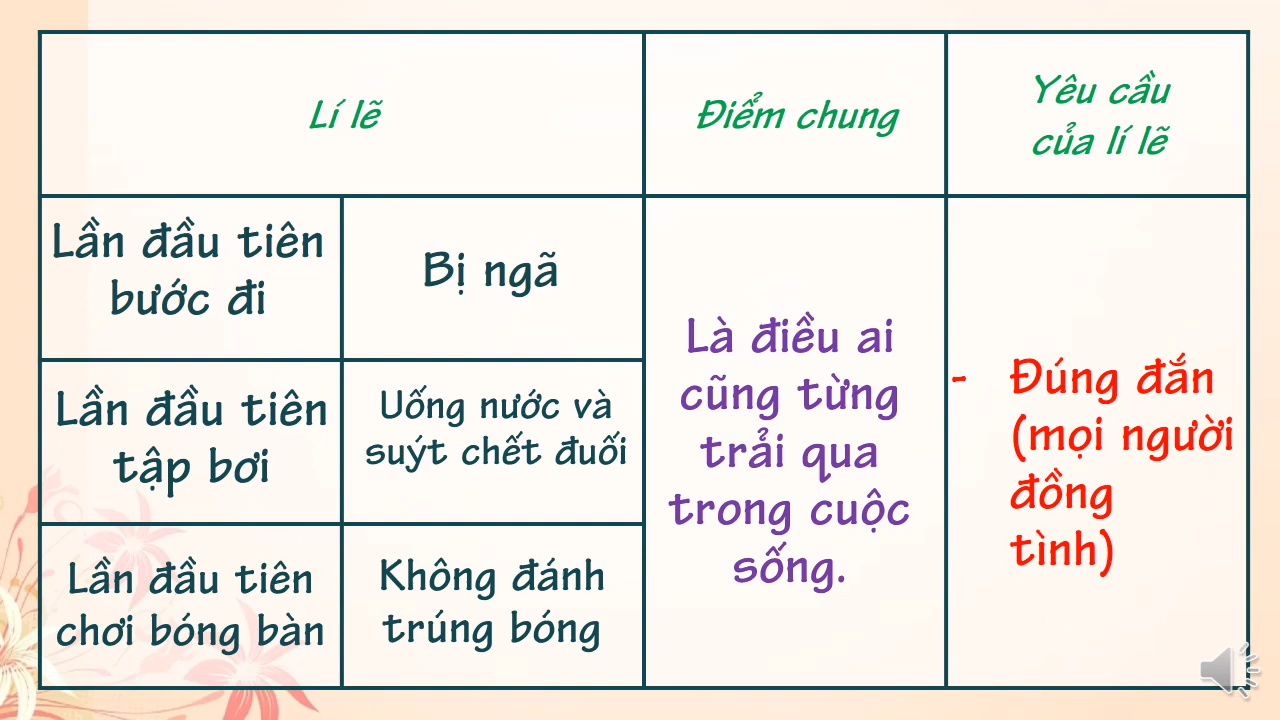 Lí lẽ
Điểm chung
Yêu cầu
của lí lẽ
Lần đầu tiên
bước đi
Bị ngã
Lần đầu tiên
tập bơi
Uống nước và
suýt chết đuối
Lần đầu tiên
chơi bóng bàn
Không đánh
trúng bóng
Là điều ai
cũng từng
trải qua
trong cuộc
sống.
- Đúng đắn
(mọi người
đồng
tình)